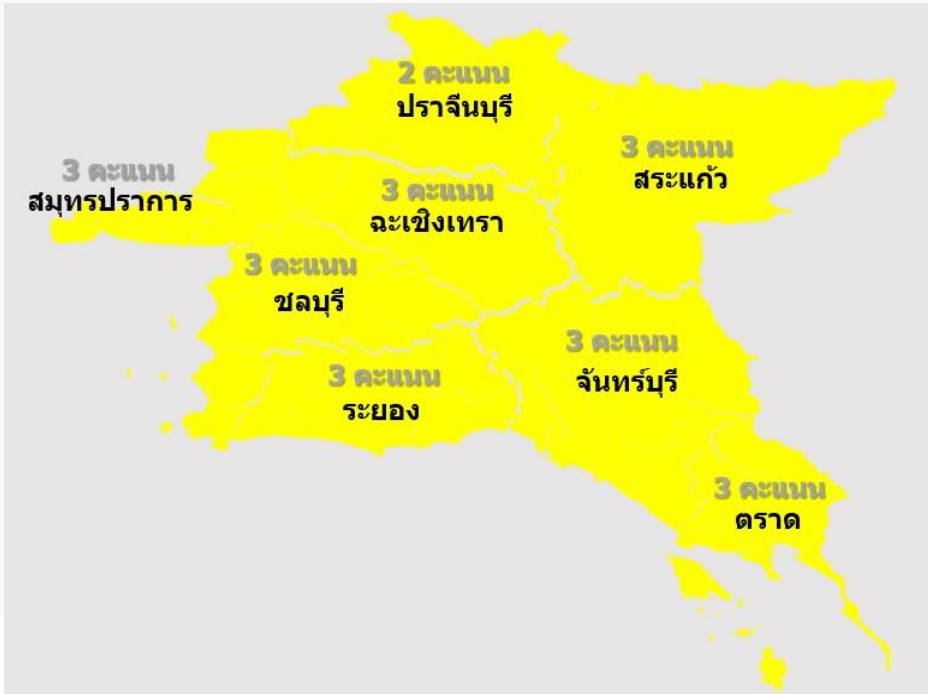 2 คะแนน
ปราจีนบุรี
3 คะแนน
สระแก้ว
3 คะแนน
สมุทรปราการ
3 คะแนน
ฉะเชิงเทรา
3 คะแนน
ชลบุรี
3 คะแนน
จันทร์บุรี
3 คะแนน
ระยอง
3 คะแนน
ตราด